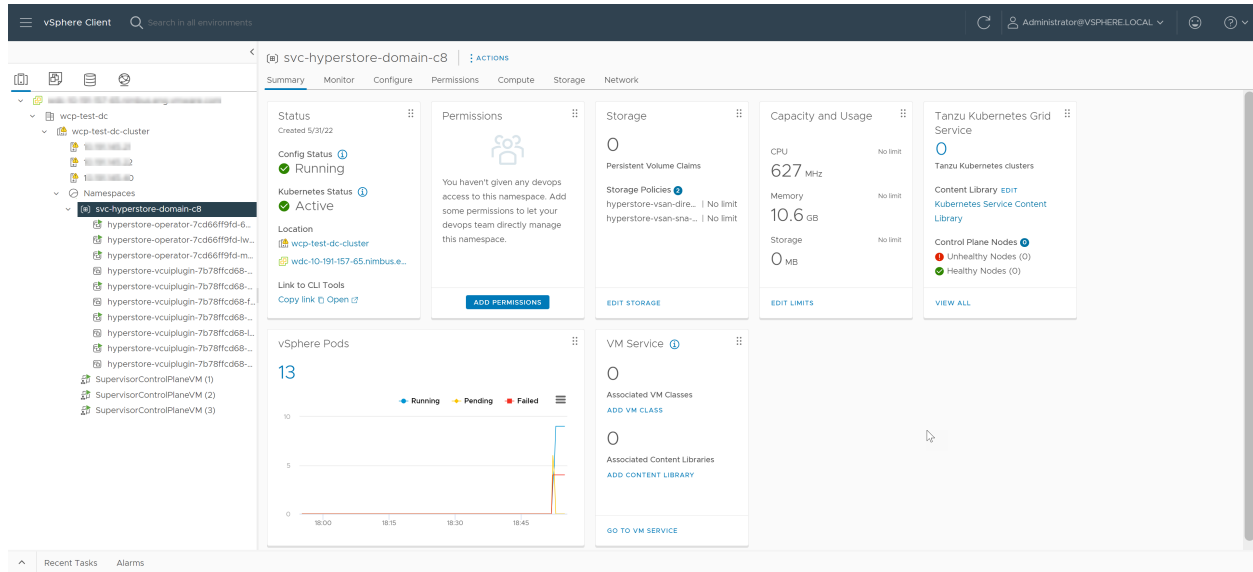 vSphere Client
Search in all environments
Administrator@VSPHERE.LOCAL
wcp-test-dc
wcp-test-dc-cluster
Namespaces
svc-hyperstore-domain-c8
hyperstore-operator-7cd66ff9fd-6...
hyperstore-operator-7cd66ff9fd-lw...
hyperstore-operator-7cd66ff9fd-m...
hyperstore-vcuiplugin-7b78ffcd68-...
hyperstore-vcuiplugin-7b78ffcd68-...
hyperstore-vcuiplugin-7b78ffcd68-f...
hyperstore-vcuiplugin-7b78ffcd68-...
hyperstore-vcuiplugin-7b78ffcd68-l...
hyperstore-vcuiplugin-7b78ffcd68-...
hyperstore-vcuiplugin-7b78ffcd68-...
SupervisorControlPlaneVM (1)
SupervisorControlPlaneVM (2)
SupervisorControlPlaneVM (3)
svc-hyperstore-domain-c8
ACTIONS
Summary Monitor Configure Permissions Compute Storage Network
Status
Created 5/31/22
Config Status
Running
Kubernetes Status
Active
Location
wcp-test-dc-cluster
wdc-10-191-157-65.nimbus.e...
Link to CLI Tools
Copy link Open
Permissions
You haven't given any devops
access to this namespace. Add
some permissions to let your
devops team directly manage
this namespace.
ADD PERMISSIONS
Storage
0
Persistent Volume Claims
Storage Policies 2
hyperstore-vsan-dire... | No limit
hyperstore-vsan-sna-... | No limit
EDIT STORAGE
Capacity and Usage
CPU No limit
627 MHz
Memory No limit
10.6 GB
Storage No limit
0 MB
EDIT LIMITS
Tanzu Kubernetes Grid
Service
0
Tanzu Kubernetes clusters
Content Library EDIT
Kubernetes Service Content
Library
Control Plane Nodes 0
Unhealthy Nodes (0)
Healthy Nodes (0)
VIEW ALL
vSphere Pods
13
Running Pending Failed
10
5
0
18:00 18:15 18:30 18:45
VM Service
0
Associated VM Classes
ADD VM CLASS
0
Associated Content Libraries
ADD CONTENT LIBRARY
GO TO VM SERVICE
Recent Tasks Alarms